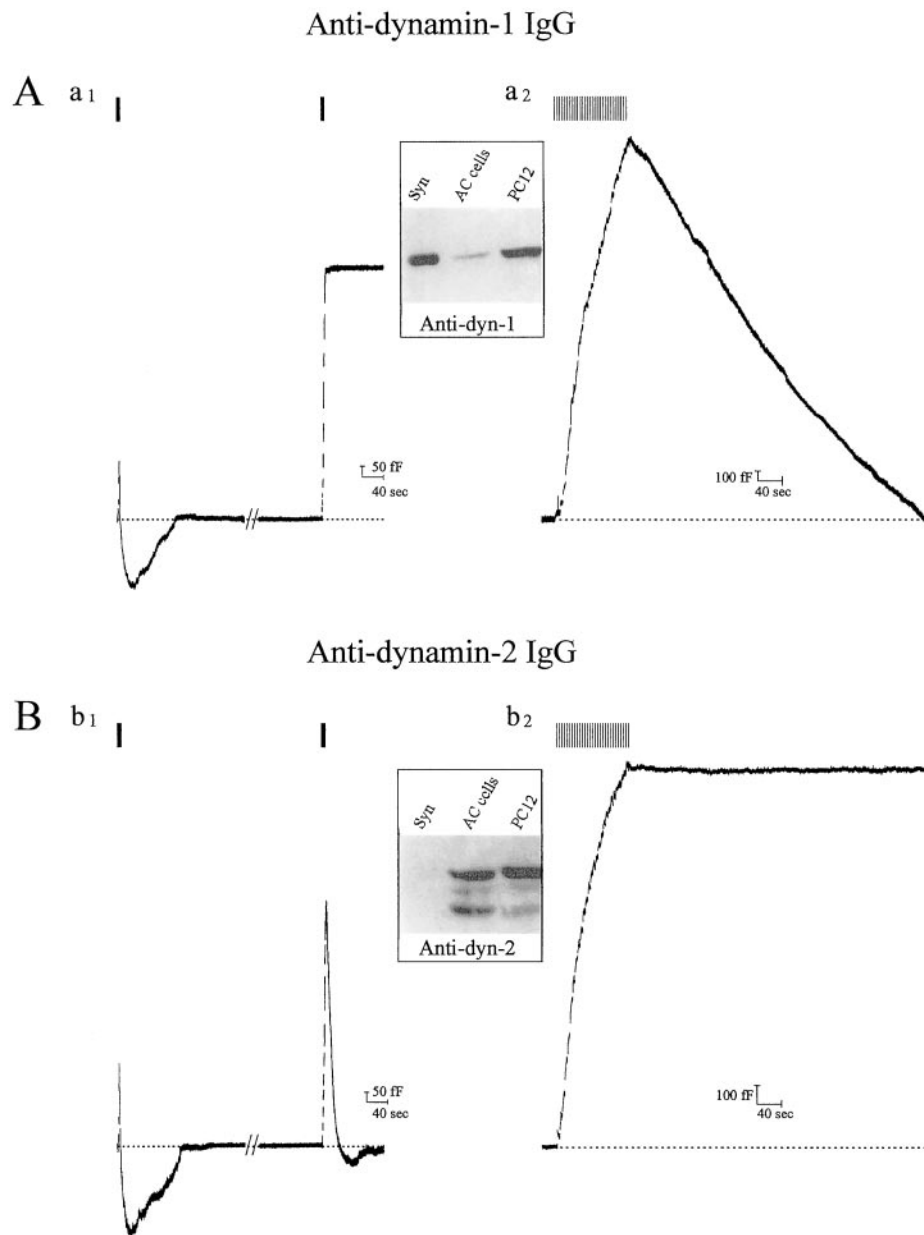 Anti-dynamin-1 IgG
A
a1
a2
Syn
AC cells
PC12
Anti-dyn-1
50 fF
40 sec
100 fF
40 sec
Anti-dynamin-2 IgG
B
b1
b2
Syn
AC cells
PC12
Anti-dyn-2
50 fF
40 sec
100 fF
40 sec